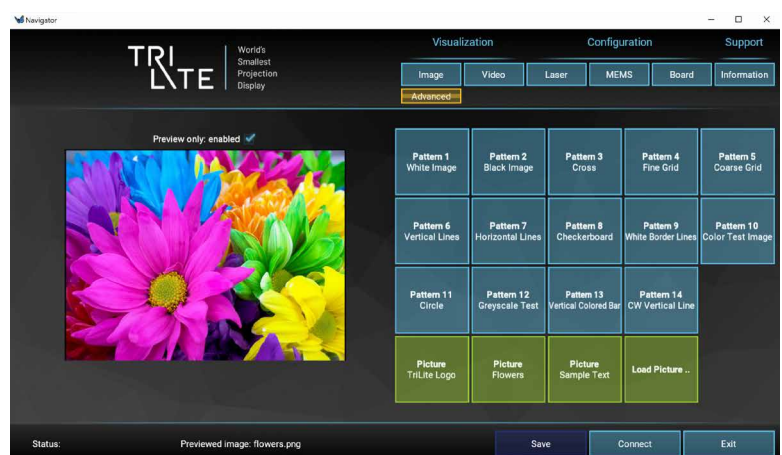 Navigator
TRILITE
World's
Smallest
Projection
Display
Visualization
Configuration
Support
Image
Video
Laser
MEMS
Board
Information
Advanced
Preview only: enabled
Pattern 1
White Image
Pattern 2
Black Image
Pattern 3
Cross
Pattern 4
Fine Grid
Pattern 5
Coarse Grid
Pattern 6
Vertical Lines
Pattern 7
Horizontal Lines
Pattern 8
Checkerboard
Pattern 9
White Border Lines
Pattern 10
Color Test Image
Pattern 11
Circle
Pattern 12
Greyscale Test
Pattern 13
Vertical Colored Bar
Pattern 14
CW Vertical Line
Picture
TriLite Logo
Picture
Flowers
Picture
Sample Text
Load Picture ..
Status:
Previewed image: flowers.png
Save
Connect
Exit